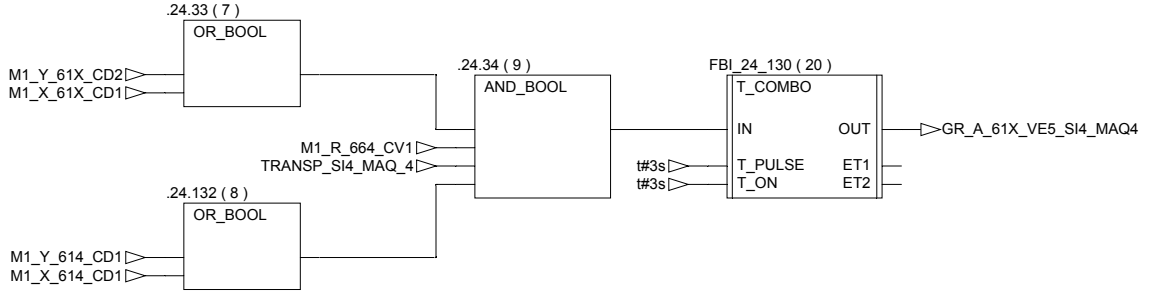 .24.33 ( 7 )
OR_BOOL
M1_Y_61X_CD2
M1_X_61X_CD1
.24.34 ( 9 )
AND_BOOL
M1_R_664_CV1
TRANSP_SI4_MAQ_4
FBI_24_130 ( 20 )
T_COMBO
IN OUT
GR_A_61X_VE5_SI4_MAQ4
t#3s T_PULSE ET1
t#3s T_ON ET2
.24.132 ( 8 )
OR_BOOL
M1_Y_614_CD1
M1_X_614_CD1